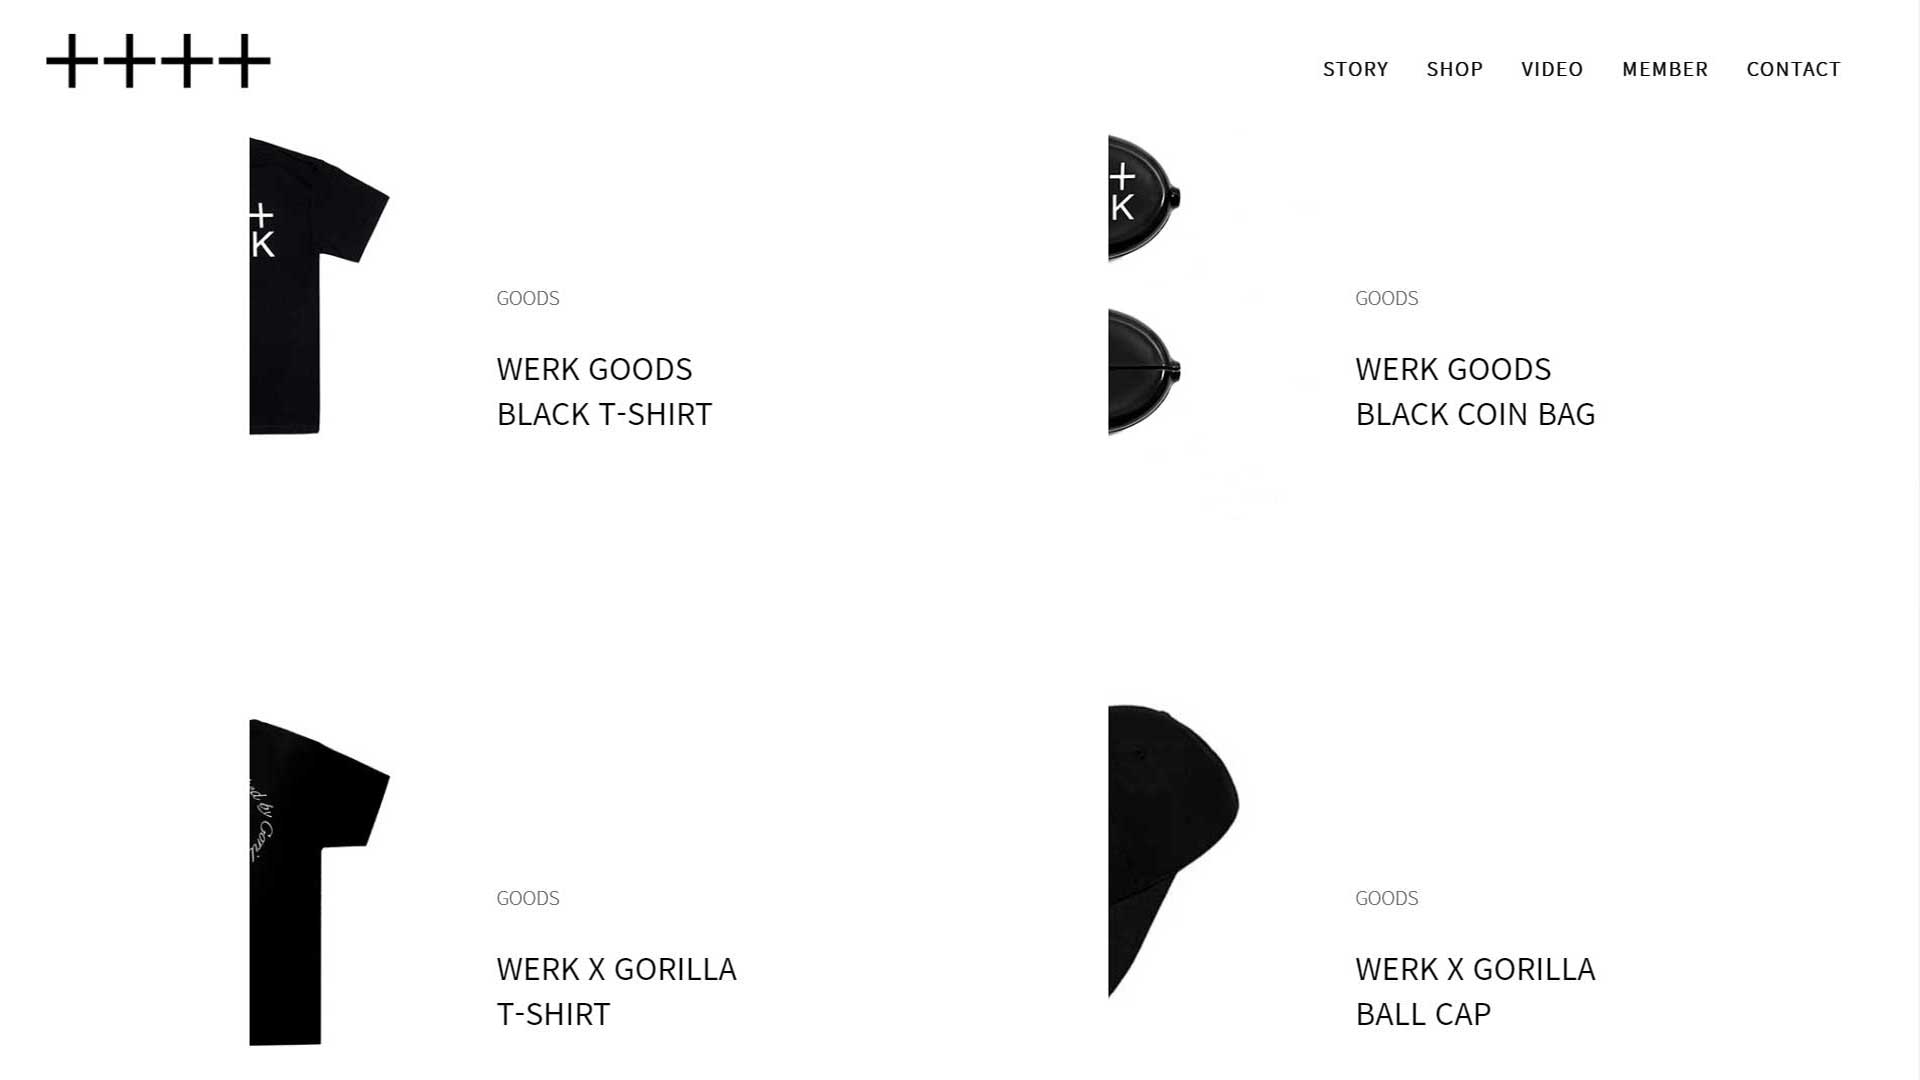 ++++
STORY SHOP VIDEO MEMBER CONTACT
+
K
GOODS
WERK GOODS
BLACK T-SHIRT
+
K
GOODS
WERK GOODS
BLACK COIN BAG
by
GOODS
WERK X GORILLA
T-SHIRT
GOODS
WERK X GORILLA
BALL CAP